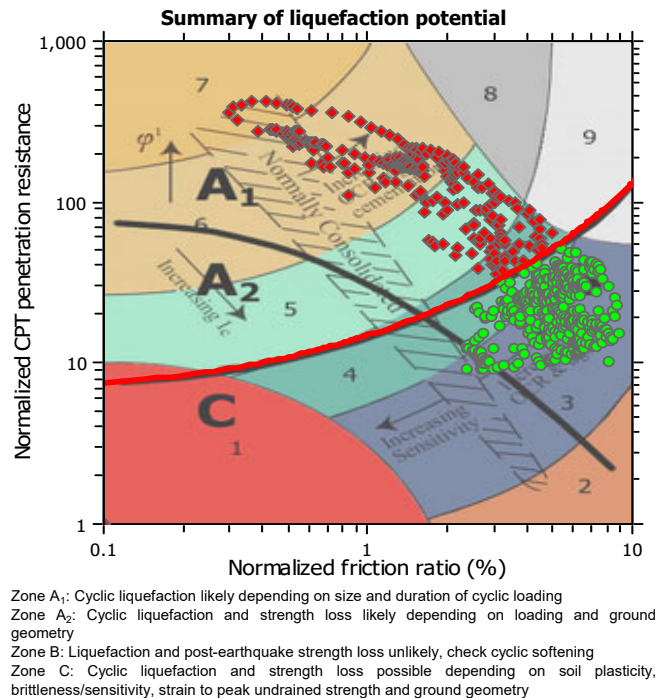 Summary of liquefaction potential
1,000
7
8
9
φ¹
100
A₁
Normally Consolidated
6
A₂
Increasing Ic
5
10
4
3
C
1
Increasing
Sensitivity
2
1
0.1
1
10
Normalized CPT penetration resistance
Normalized friction ratio (%)
Zone A₁: Cyclic liquefaction likely depending on size and duration of cyclic loading
Zone A₂: Cyclic liquefaction and strength loss likely depending on loading and ground
geometry
Zone B: Liquefaction and post-earthquake strength loss unlikely, check cyclic softening
Zone C: Cyclic liquefaction and strength loss possible depending on soil plasticity,
brittleness/sensitivity, strain to peak undrained strength and ground geometry